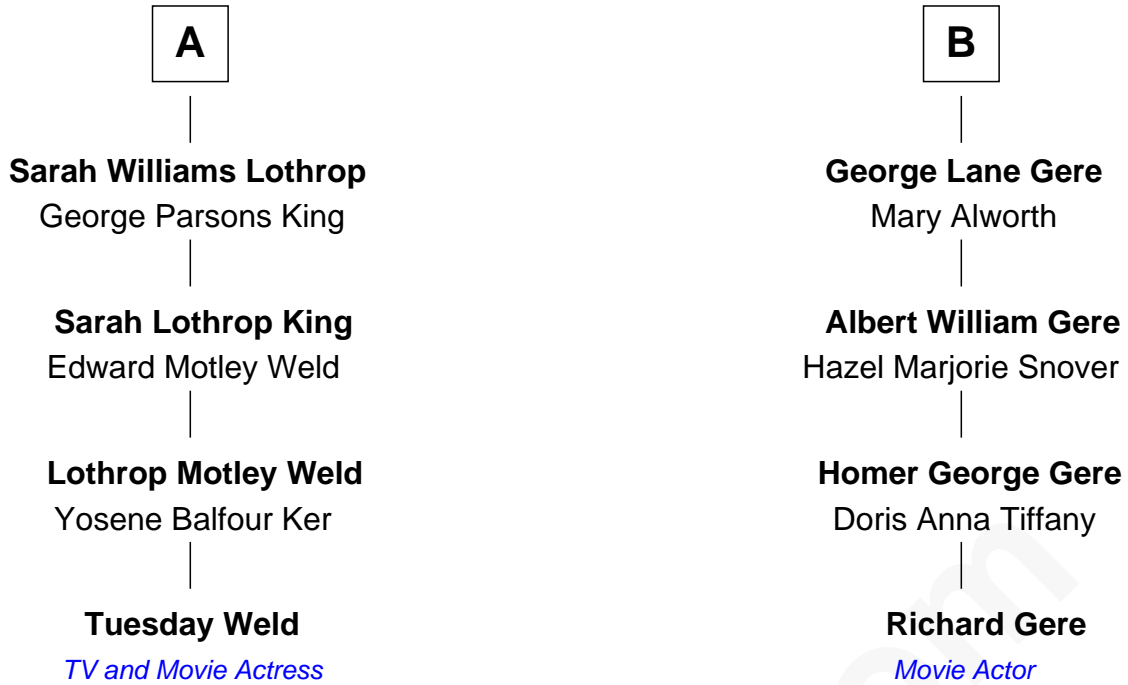 A
Sarah Williams Lothrop
George Parsons King
Sarah Lothrop King
Edward Motley Weld
Lothrop Motley Weld
Yosene Balfour Ker
Tuesday Weld
TV and Movie Actress
B
George Lane Gere
Mary Alworth
Albert William Gere
Hazel Marjorie Snover
Homer George Gere
Doris Anna Tiffany
Richard Gere
Movie Actor